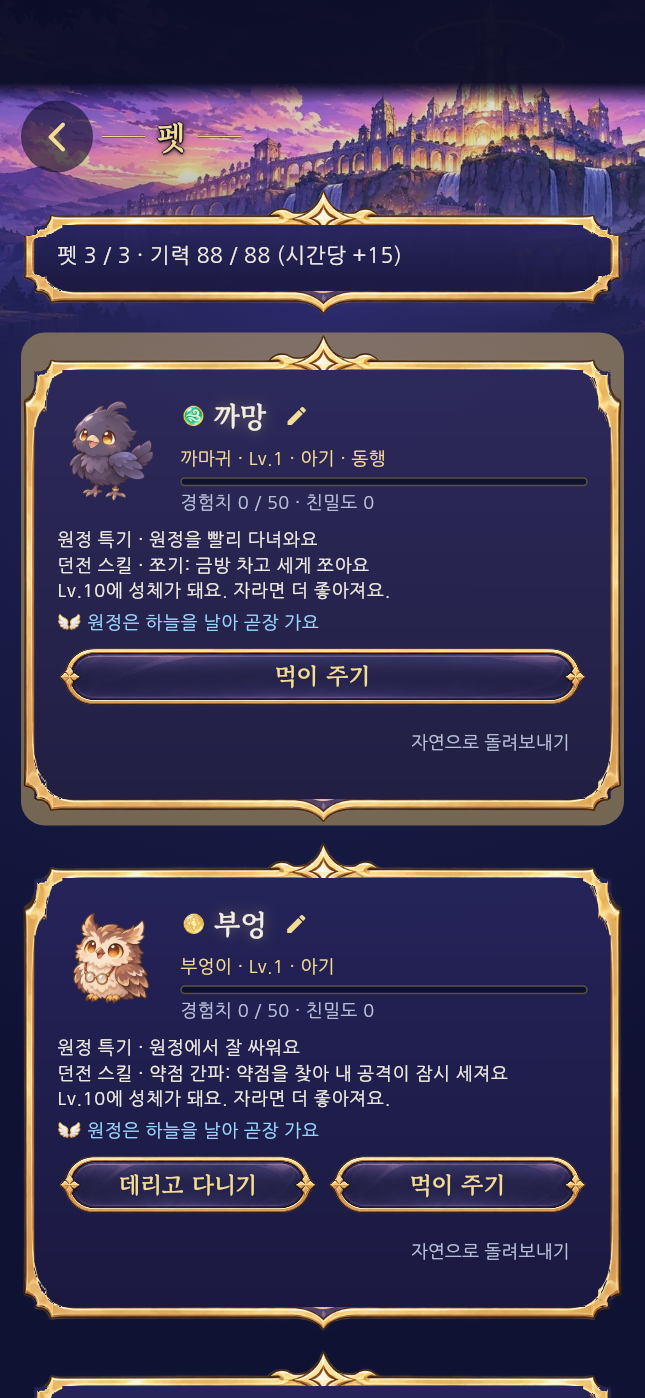 펫
펫 3 / 3 · 기력 88 / 88 (시간당 +15)
까망
까마귀 · Lv.1 · 아기 · 동행
경험치 0 / 50 · 친밀도 0
원정 특기 · 원정을 빨리 다녀와요
던전 스킬 · 쪼기: 금방 차고 세게 쪼아요
Lv.10에 성체가 돼요. 자라면 더 좋아져요.
원정은 하늘을 날아 곧장 가요
먹이 주기
자연으로 돌려보내기
부엉
부엉이 · Lv.1 · 아기
경험치 0 / 50 · 친밀도 0
원정 특기 · 원정에서 잘 싸워요
던전 스킬 · 약점 간파: 약점을 찾아 내 공격이 잠시 세져요
Lv.10에 성체가 돼요. 자라면 더 좋아져요.
원정은 하늘을 날아 곧장 가요
데리고 다니기 먹이 주기
자연으로 돌려보내기